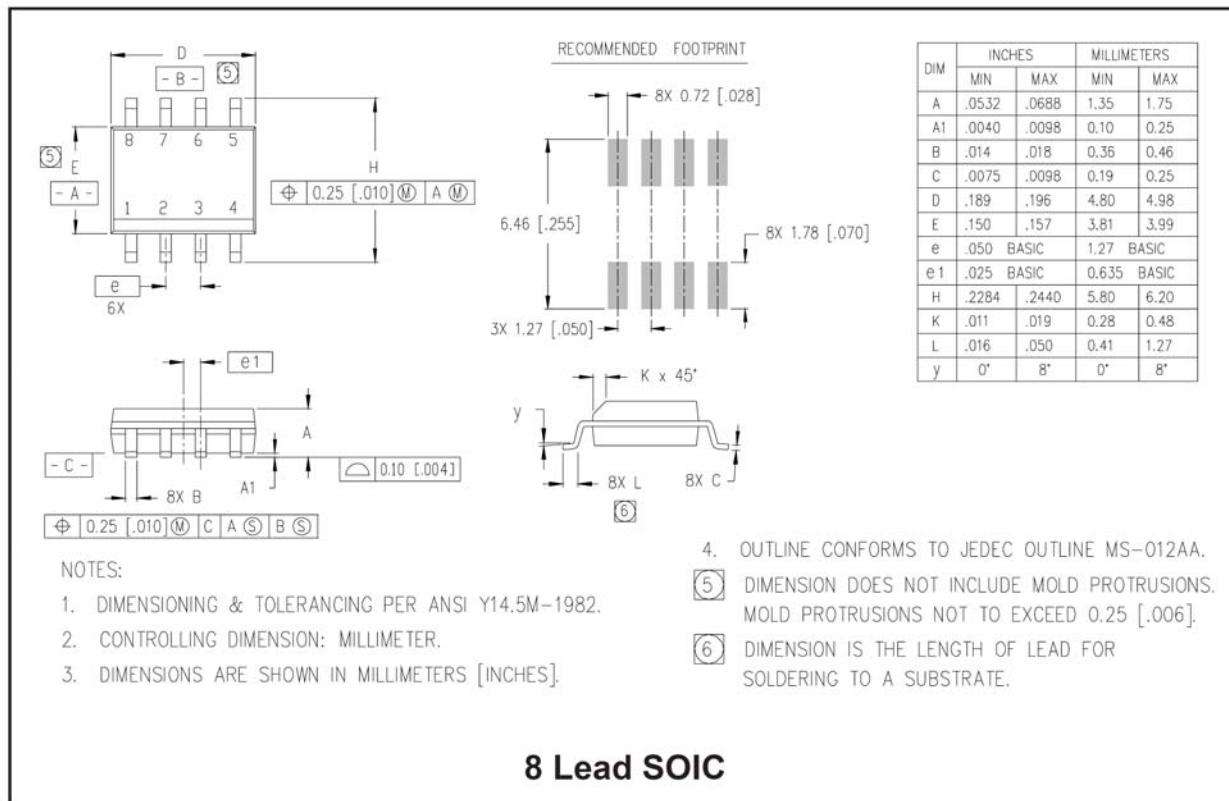 D
- B - 5
8 7 6 5
5 E H
- A -
⌖ 0.25 [.010] Ⓜ A Ⓜ
1 2 3 4
e
6X
RECOMMENDED FOOTPRINT
8X 0.72 [.028]
6.46 [.255]
8X 1.78 [.070]
3X 1.27 [.050]
DIM INCHES MILLIMETERS
MIN MAX MIN MAX
A .0532 .0688 1.35 1.75
A1 .0040 .0098 0.10 0.25
B .014 .018 0.36 0.46
C .0075 .0098 0.19 0.25
D .189 .196 4.80 4.98
E .150 .157 3.81 3.99
e .050 BASIC 1.27 BASIC
e1 .025 BASIC 0.635 BASIC
H .2284 .2440 5.80 6.20
K .011 .019 0.28 0.48
L .016 .050 0.41 1.27
y 0° 8° 0° 8°
e1
A
- C -
A1
⌓ 0.10 [.004]
8X B
⌖ 0.25 [.010] Ⓜ C A Ⓢ B Ⓢ
K x 45°
y
8X L 8X C
6
NOTES:
1. DIMENSIONING & TOLERANCING PER ANSI Y14.5M-1982.
2. CONTROLLING DIMENSION: MILLIMETER.
3. DIMENSIONS ARE SHOWN IN MILLIMETERS [INCHES].
4. OUTLINE CONFORMS TO JEDEC OUTLINE MS-012AA.
5 DIMENSION DOES NOT INCLUDE MOLD PROTRUSIONS.
MOLD PROTRUSIONS NOT TO EXCEED 0.25 [.006].
6 DIMENSION IS THE LENGTH OF LEAD FOR
SOLDERING TO A SUBSTRATE.
8 Lead SOIC